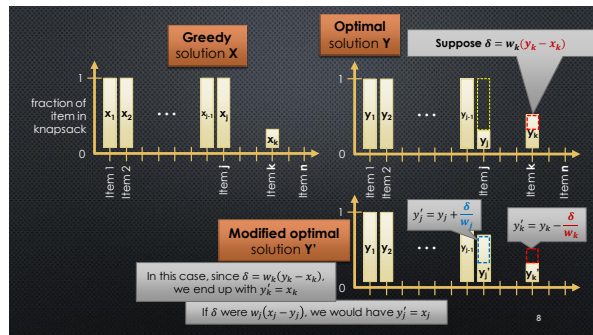 Greedy
solution X
Optimal
solution Y
Suppose δ = wₖ(yₖ − xₖ)
1
fraction of
item in
knapsack
0
x₁ x₂ ... xⱼ₋₁ xⱼ xₖ
Item 1
Item 2
Item j
Item k
Item n
1
0
y₁ y₂ ... yⱼ₋₁ yⱼ yₖ
Item 1
Item 2
Item j
Item k
Item n
Modified optimal
solution Y'
1
0
y₁ y₂ ... yⱼ₋₁ yⱼ' yₖ'
y′ⱼ = yⱼ + δ/wⱼ
y′ₖ = yₖ − δ/wₖ
In this case, since δ = wₖ(yₖ − xₖ),
we end up with y′ₖ = xₖ
If δ were wⱼ(xⱼ − yⱼ), we would have y′ⱼ = xⱼ
8